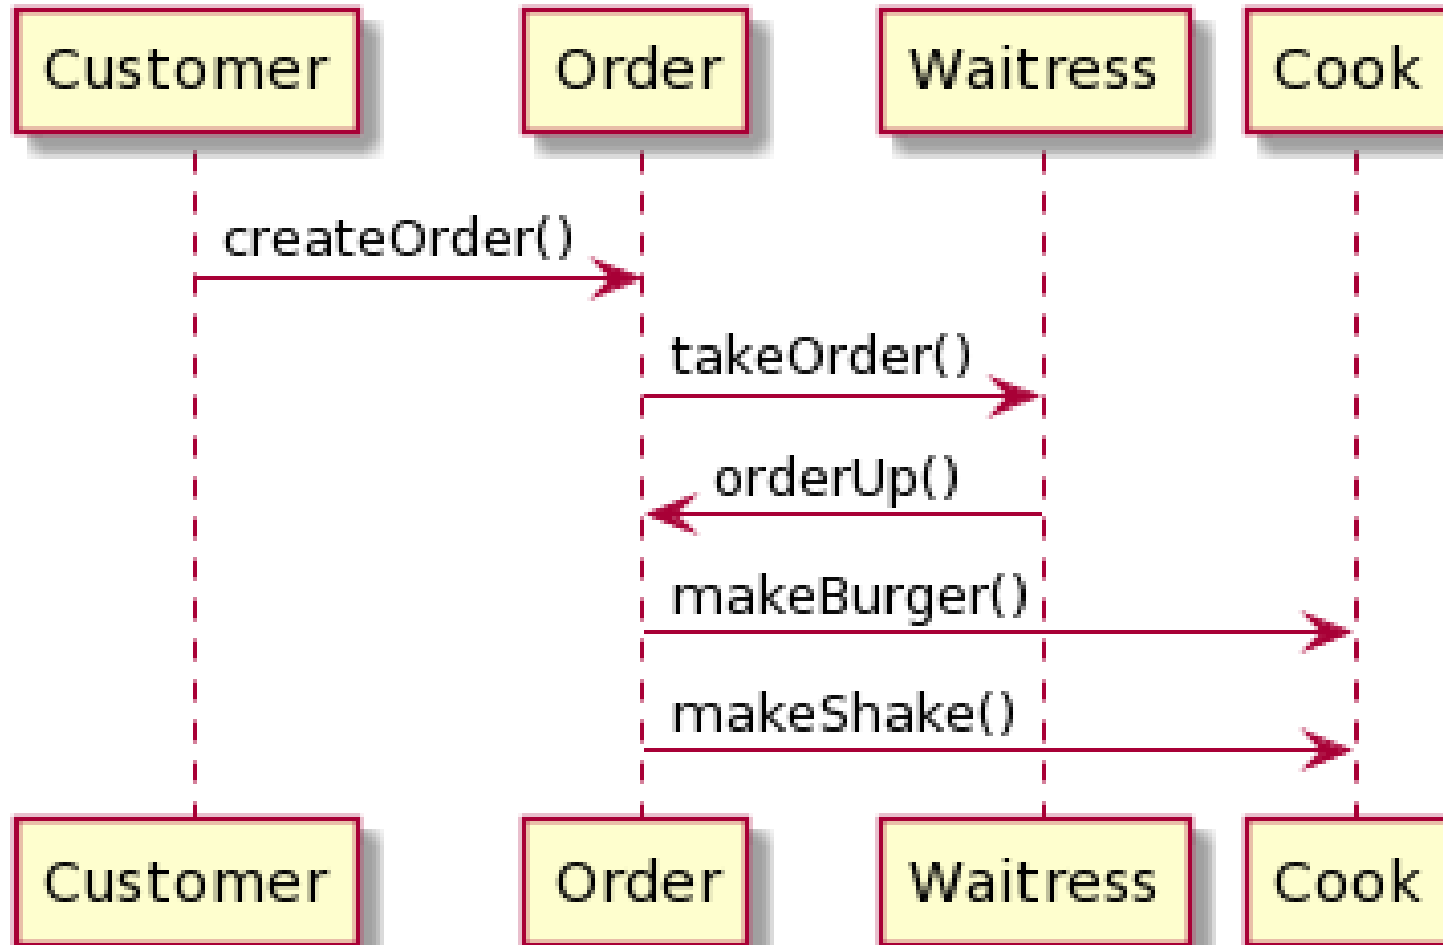 Customer Order Waitress Cook
createOrder()
takeOrder()
orderUp()
makeBurger()
makeShake()
Customer Order Waitress Cook